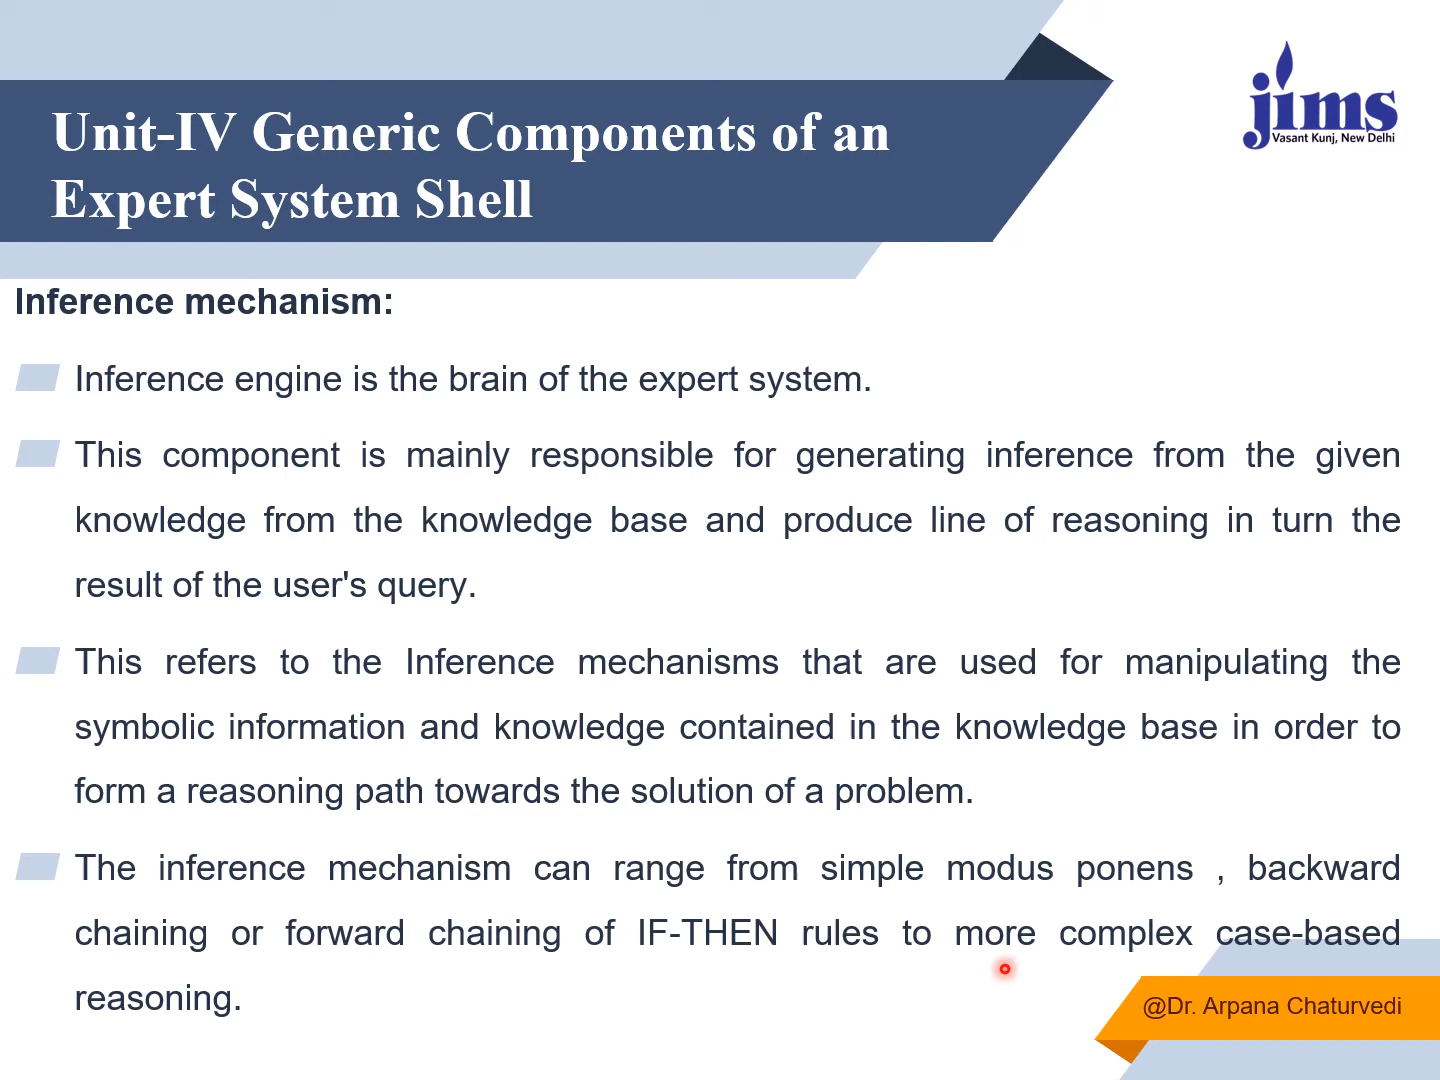 Unit-IV Generic Components of an
Expert System Shell
jims
Vasant Kunj, New Delhi
Inference mechanism:
Inference engine is the brain of the expert system.
This component is mainly responsible for generating inference from the given
knowledge from the knowledge base and produce line of reasoning in turn the
result of the user's query.
This refers to the Inference mechanisms that are used for manipulating the
symbolic information and knowledge contained in the knowledge base in order to
form a reasoning path towards the solution of a problem.
The inference mechanism can range from simple modus ponens , backward
chaining or forward chaining of IF-THEN rules to more complex case-based
reasoning.
@Dr. Arpana Chaturvedi